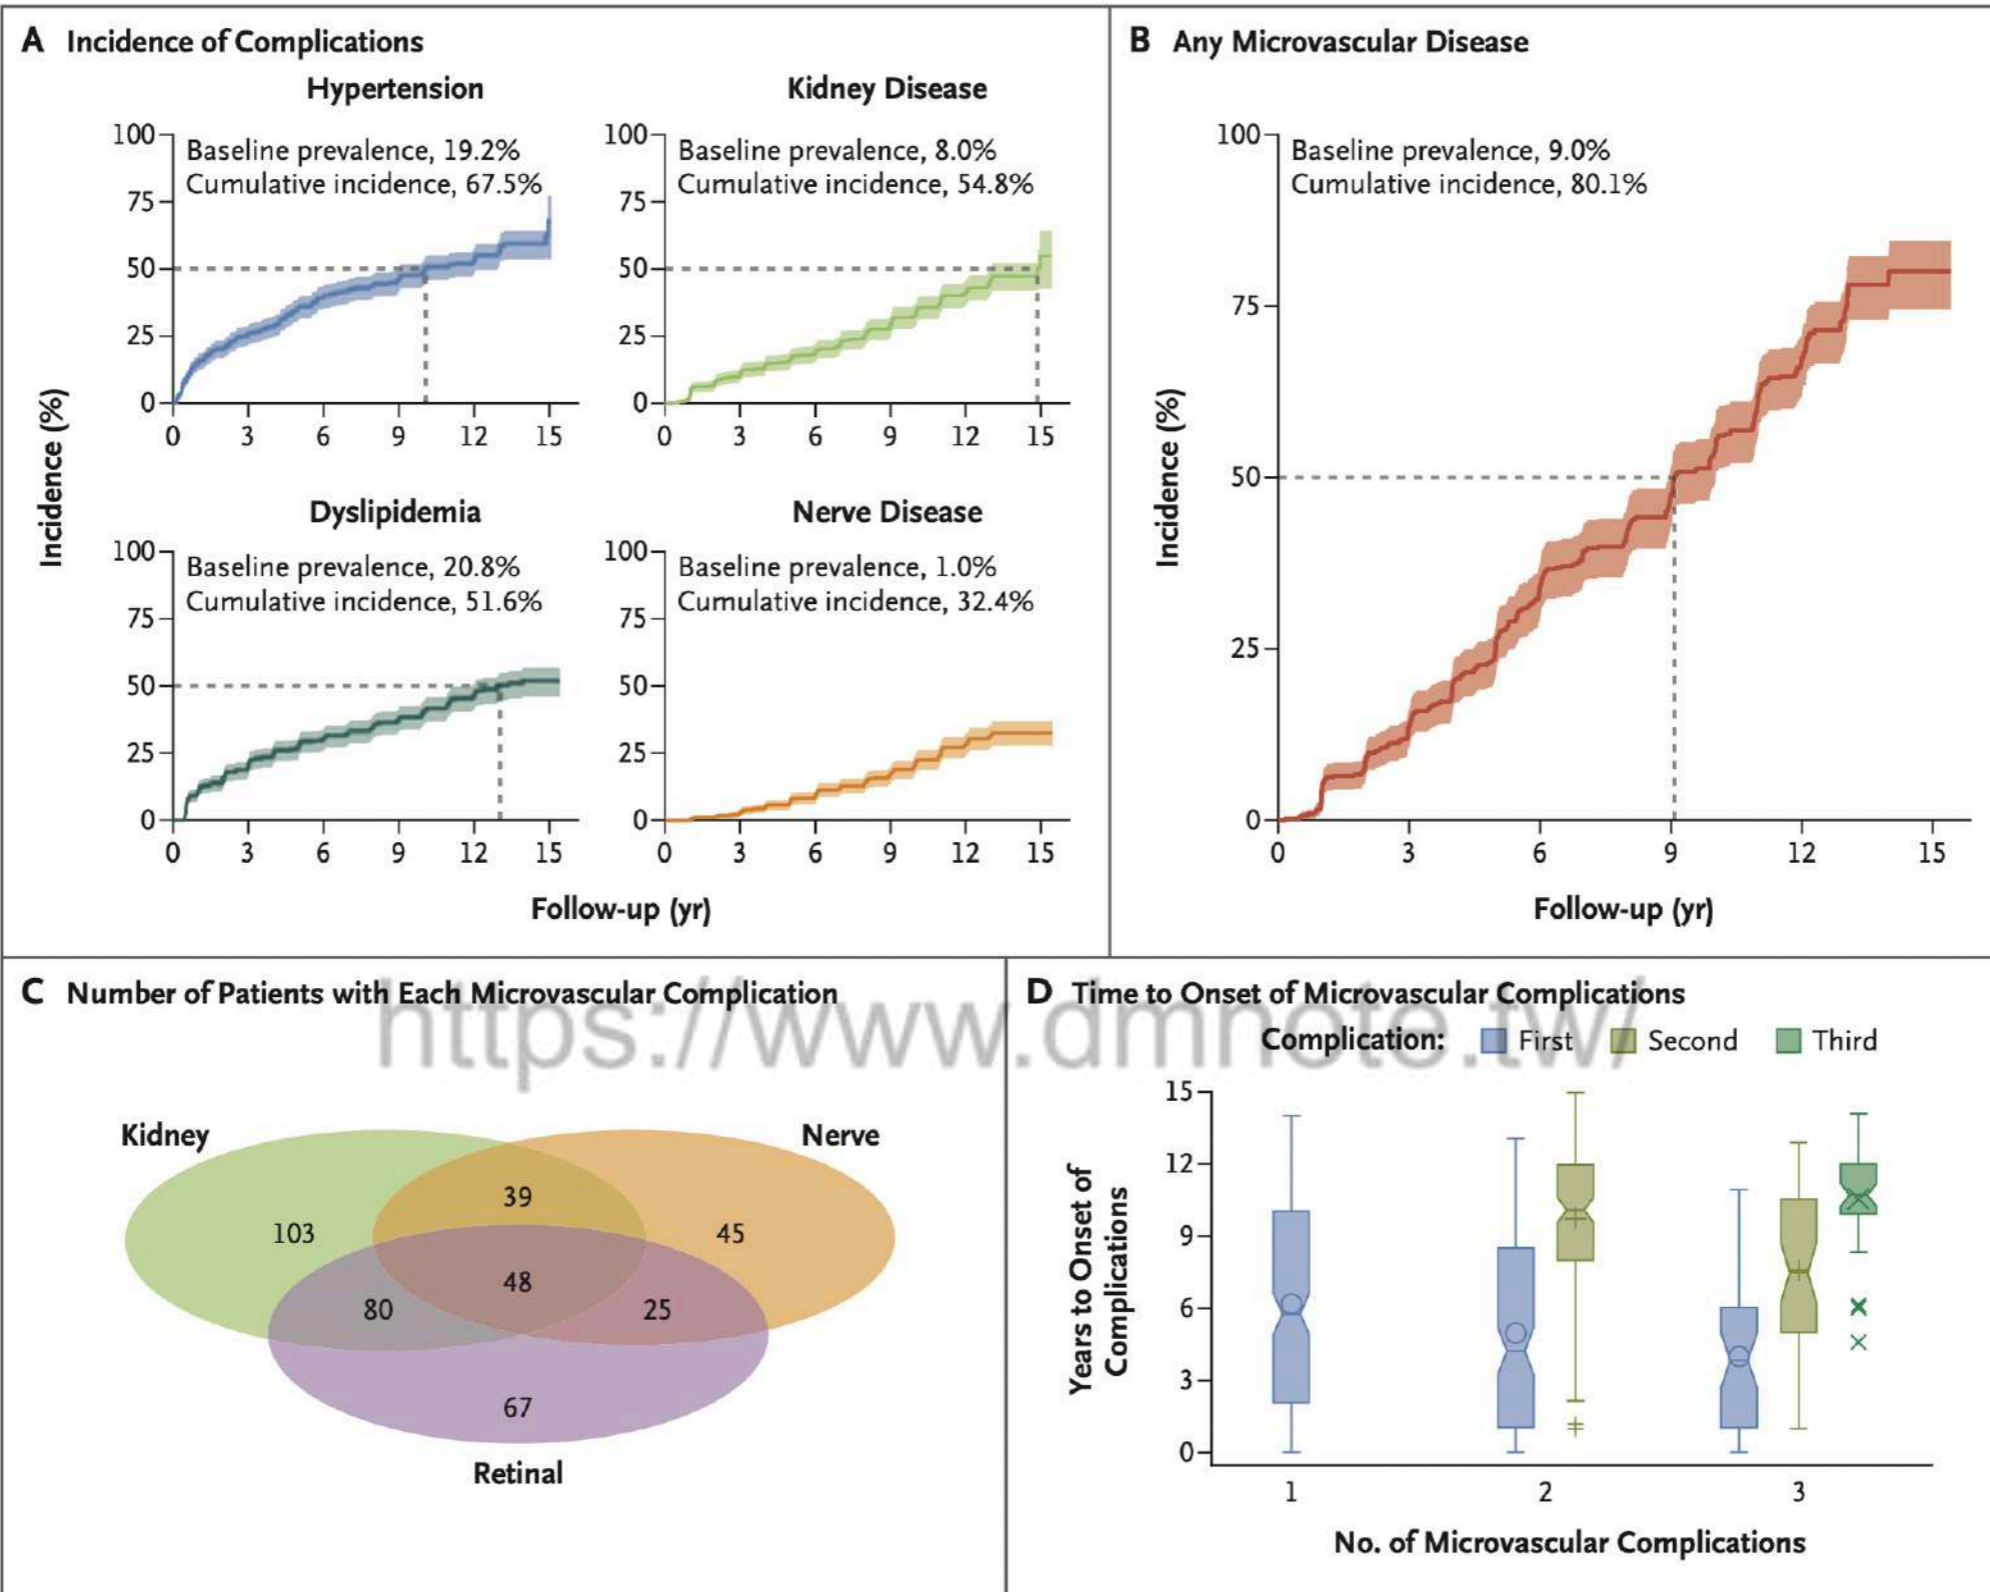 A Incidence of Complications
Hypertension
100
75
50
25
0
Baseline prevalence, 19.2%
Cumulative incidence, 67.5%
0 3 6 9 12 15
Kidney Disease
100
75
50
25
0
Baseline prevalence, 8.0%
Cumulative incidence, 54.8%
0 3 6 9 12 15
Incidence (%)
Dyslipidemia
100
75
50
25
0
Baseline prevalence, 20.8%
Cumulative incidence, 51.6%
0 3 6 9 12 15
Nerve Disease
100
75
50
25
0
Baseline prevalence, 1.0%
Cumulative incidence, 32.4%
0 3 6 9 12 15
Follow-up (yr)
B Any Microvascular Disease
Incidence (%)
100
75
50
25
0
Baseline prevalence, 9.0%
Cumulative incidence, 80.1%
0 3 6 9 12 15
Follow-up (yr)
C Number of Patients with Each Microvascular Complication
Kidney
Nerve
39
103
45
48
80
25
67
Retinal
https://www.dmnote.tw/
D Time to Onset of Microvascular Complications
Complication: First Second Third
Years to Onset of
Complications
15
12
9
6
3
0
1 2 3
No. of Microvascular Complications